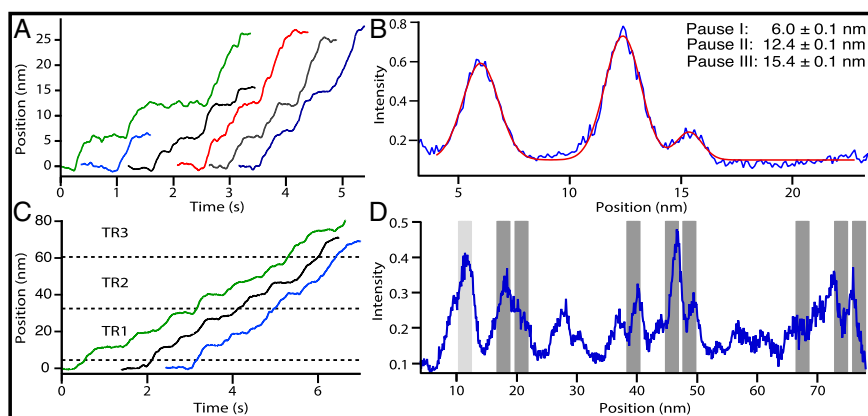 A
Position (nm)
25
20
15
10
5
0
0 1 2 3 4 5
Time (s)
B
Intensity
0.8
0.6
0.4
0.2
5 10 15 20
Position (nm)
Pause I: 6.0 ± 0.1 nm
Pause II: 12.4 ± 0.1 nm
Pause III: 15.4 ± 0.1 nm
C
Position (nm)
80
60
40
20
0
TR3
TR2
TR1
0 2 4 6
Time (s)
D
Intensity
0.5
0.4
0.3
0.2
0.1
10 20 30 40 50 60 70
Position (nm)